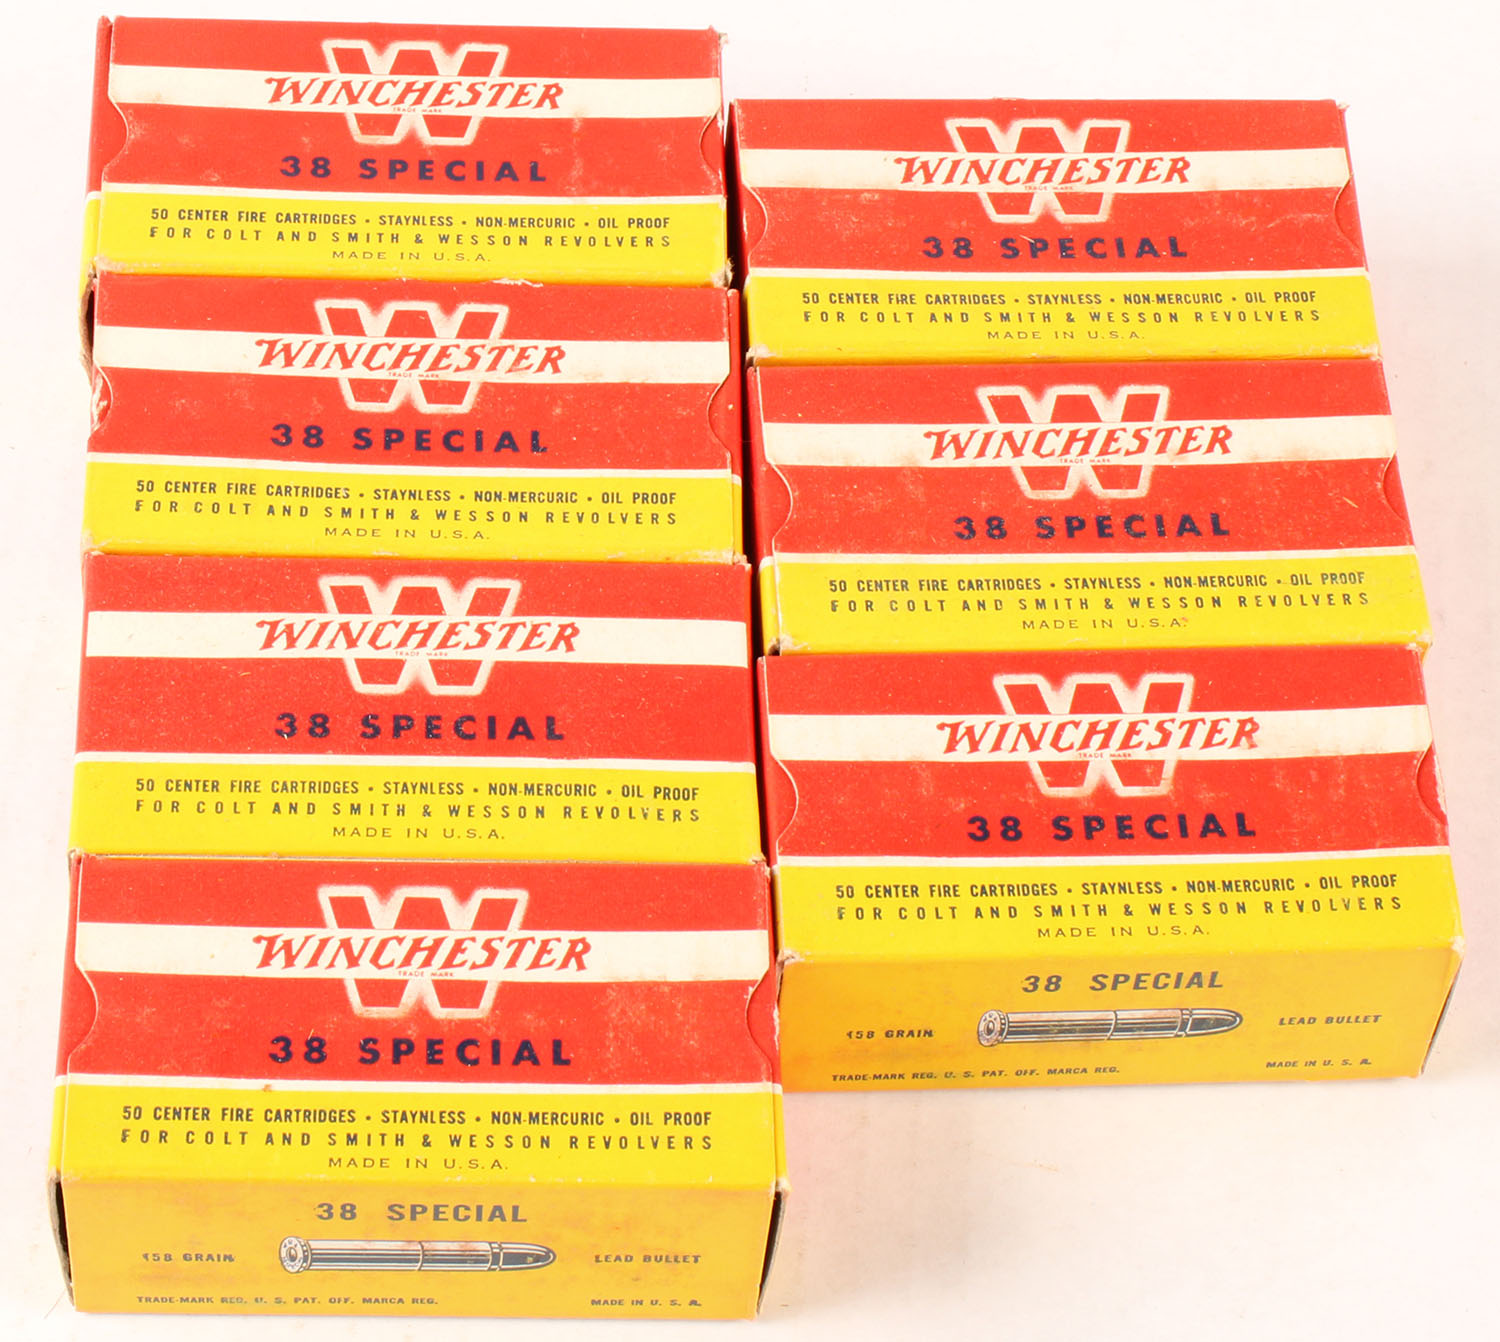 WINCHESTER
TRADE MARK
38 SPECIAL
50 CENTER FIRE CARTRIDGES • STAYNLESS • NON-MERCURIC • OIL PROOF
FOR COLT AND SMITH & WESSON REVOLVERS
MADE IN U.S.A.
WINCHESTER
TRADE MARK
38 SPECIAL
50 CENTER FIRE CARTRIDGES • STAYNLESS • NON-MERCURIC • OIL PROOF
FOR COLT AND SMITH & WESSON REVOLVERS
MADE IN U.S.A.
WINCHESTER
TRADE MARK
38 SPECIAL
50 CENTER FIRE CARTRIDGES • STAYNLESS • NON-MERCURIC • OIL PROOF
FOR COLT AND SMITH & WESSON REVOLVERS
MADE IN U.S.A.
WINCHESTER
TRADE MARK
38 SPECIAL
50 CENTER FIRE CARTRIDGES • STAYNLESS • NON-MERCURIC • OIL PROOF
FOR COLT AND SMITH & WESSON REVOLVERS
MADE IN U.S.A.
38 SPECIAL
158 GRAIN
LEAD BULLET
TRADE-MARK REG. U. S. PAT. OFF. MARCA REG.
MADE IN U. S. A.
WINCHESTER
TRADE MARK
38 SPECIAL
50 CENTER FIRE CARTRIDGES • STAYNLESS • NON-MERCURIC • OIL PROOF
FOR COLT AND SMITH & WESSON REVOLVERS
MADE IN U.S.A.
WINCHESTER
TRADE MARK
38 SPECIAL
50 CENTER FIRE CARTRIDGES • STAYNLESS • NON-MERCURIC • OIL PROOF
FOR COLT AND SMITH & WESSON REVOLVERS
MADE IN U.S.A.
WINCHESTER
TRADE MARK
38 SPECIAL
50 CENTER FIRE CARTRIDGES • STAYNLESS • NON-MERCURIC • OIL PROOF
FOR COLT AND SMITH & WESSON REVOLVERS
MADE IN U.S.A.
38 SPECIAL
158 GRAIN
LEAD BULLET
TRADE-MARK REG. U. S. PAT. OFF. MARCA REG.
MADE IN U. S. A.